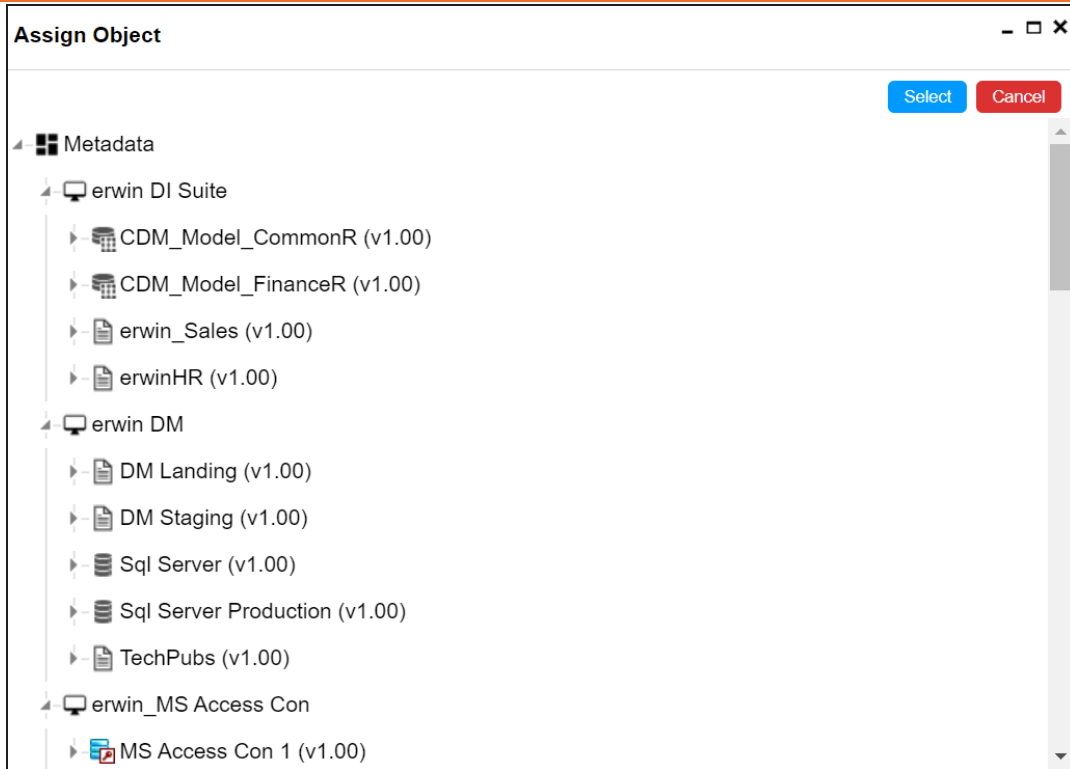 Assign Object
Select Cancel
Metadata
erwin DI Suite
CDM_Model_CommonR (v1.00)
CDM_Model_FinanceR (v1.00)
erwin_Sales (v1.00)
erwinHR (v1.00)
erwin DM
DM Landing (v1.00)
DM Staging (v1.00)
Sql Server (v1.00)
Sql Server Production (v1.00)
TechPubs (v1.00)
erwin_MS Access Con
MS Access Con 1 (v1.00)